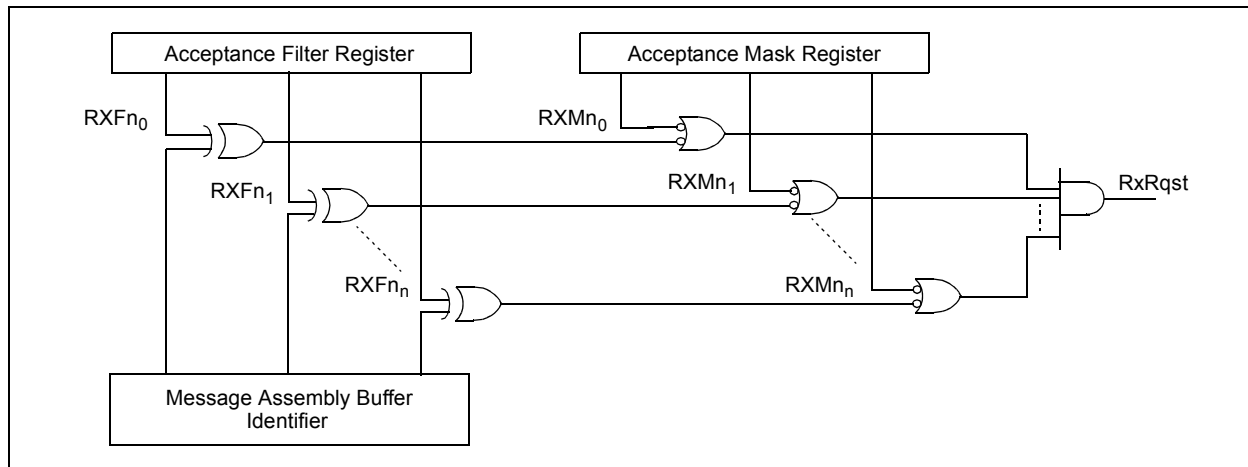 Acceptance Filter Register
Acceptance Mask Register
RXFn0
RXMn0
RXFn1
RXMn1
RxRqst
RXFnn
RXMnn
Message Assembly Buffer
Identifier